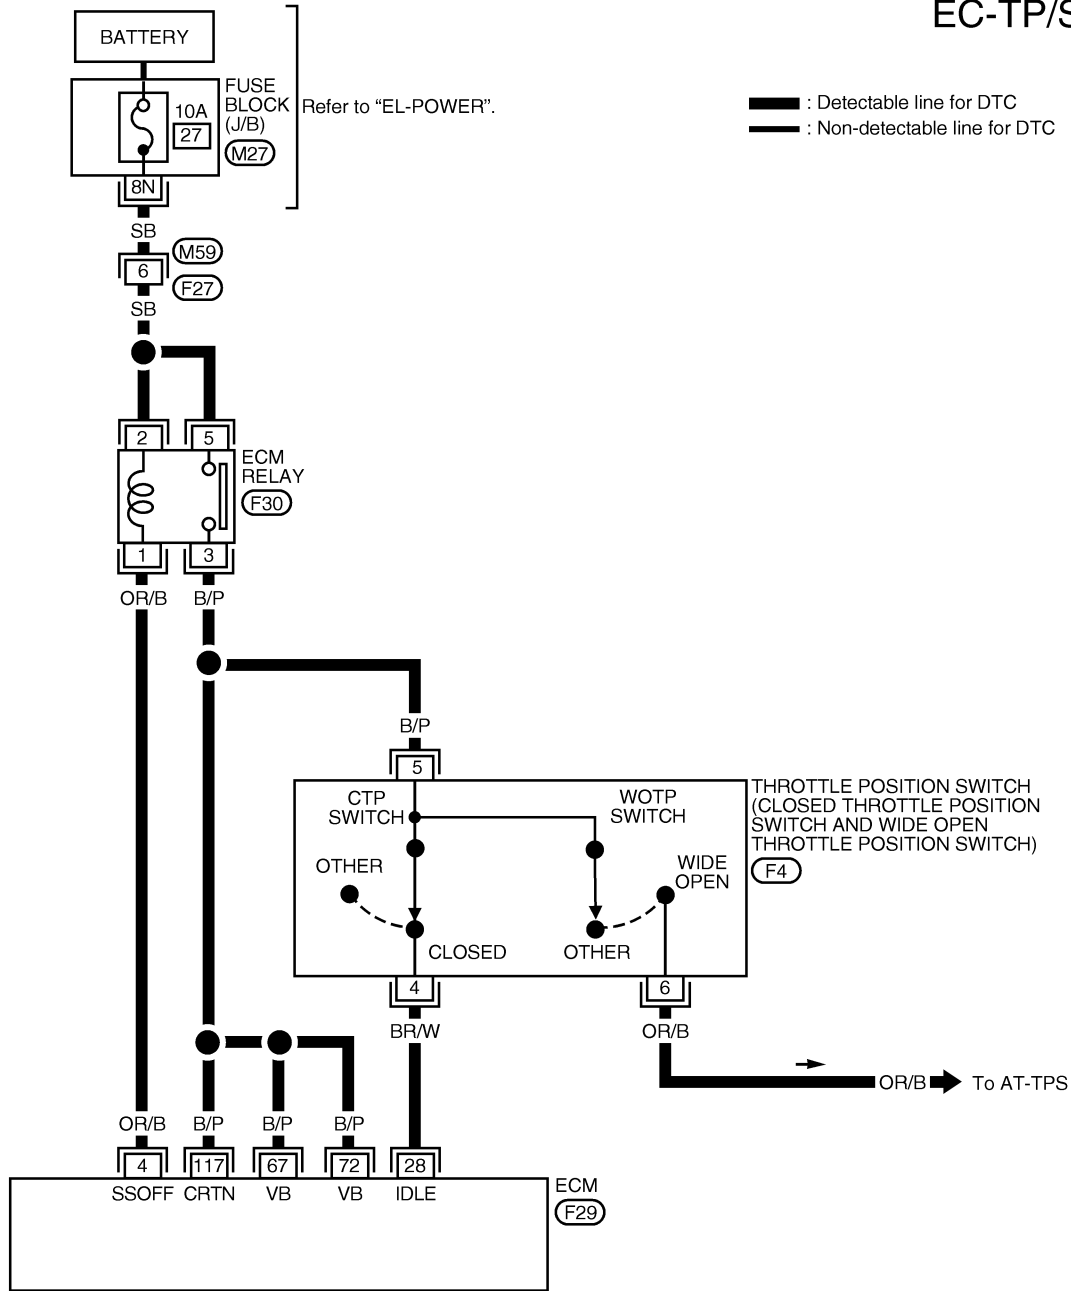 EC-TP/S
BATTERY
FUSE
BLOCK
(J/B)
10A
27
M27
Refer to “EL-POWER”.
: Detectable line for DTC
: Non-detectable line for DTC
8N
SB
M59
6
F27
SB
2
5
ECM
RELAY
F30
1
3
OR/B
B/P
B/P
5
CTP
SWITCH
WOTP
SWITCH
THROTTLE POSITION SWITCH
(CLOSED THROTTLE POSITION
SWITCH AND WIDE OPEN
THROTTLE POSITION SWITCH)
F4
OTHER
WIDE
OPEN
CLOSED
OTHER
4
6
BR/W
OR/B
OR/B
To AT-TPS
OR/B
B/P
B/P
B/P
4
117
67
72
28
SSOFF
CRTN
VB
VB
IDLE
ECM
F29